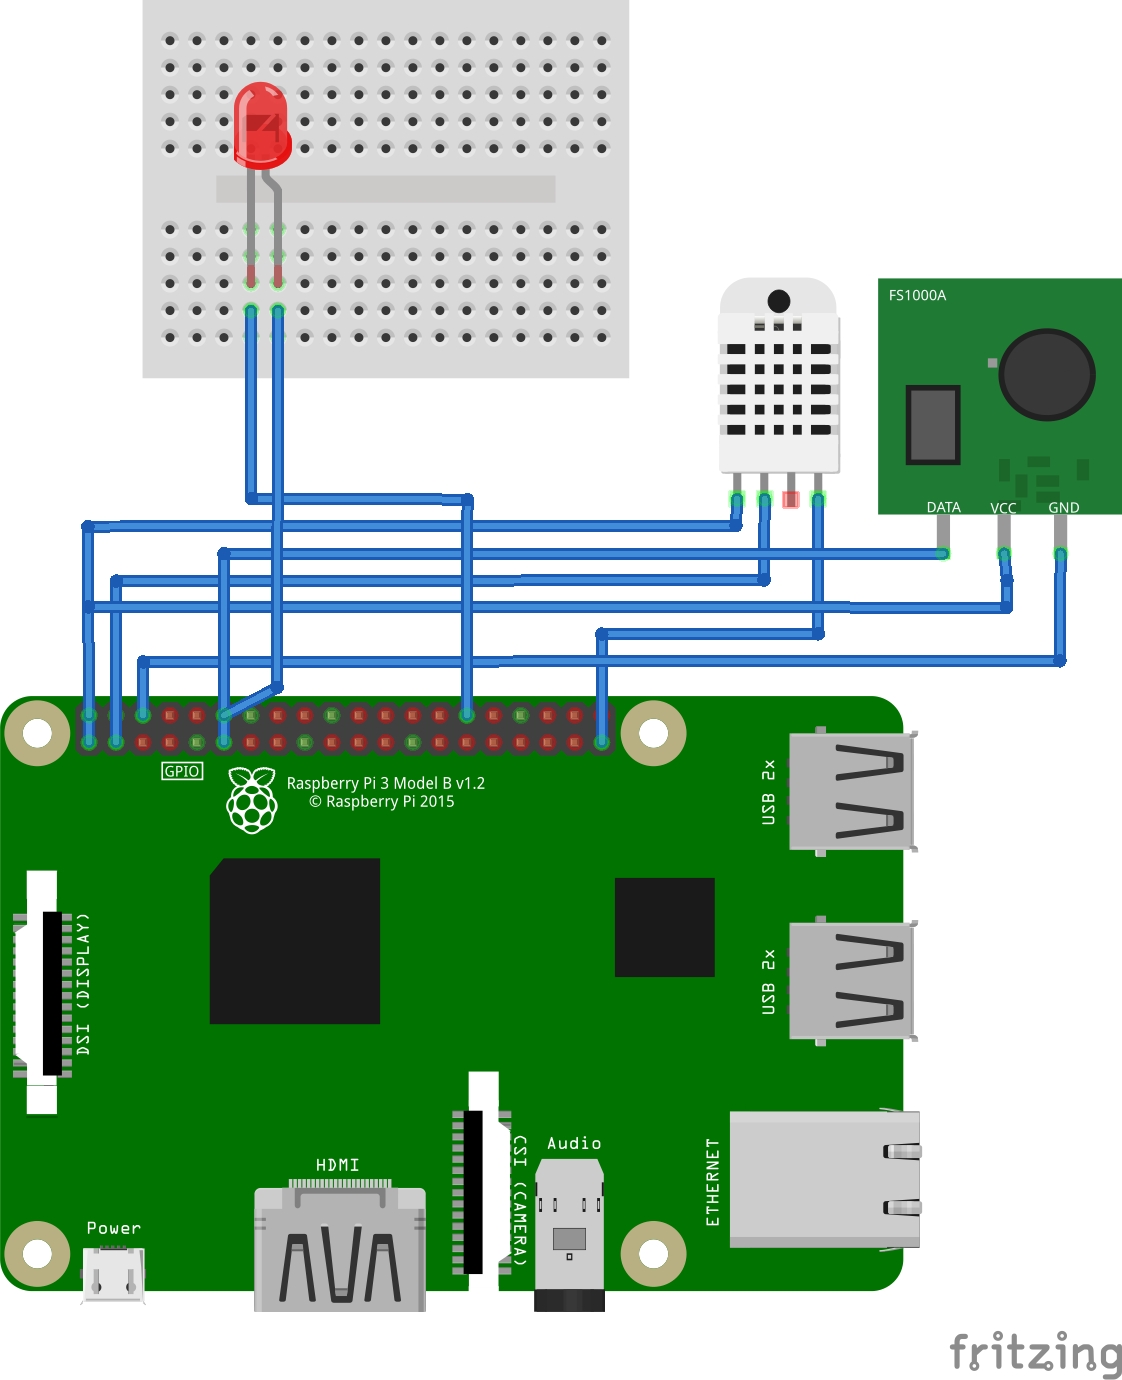 FS1000A
DATA VCC GND
GPIO
Raspberry Pi 3 Model B v1.2
© Raspberry Pi 2015
USB 2x
DSI (DISPLAY)
USB 2x
HDMI
CSI (CAMERA)
Audio
ETHERNET
Power
fritzing